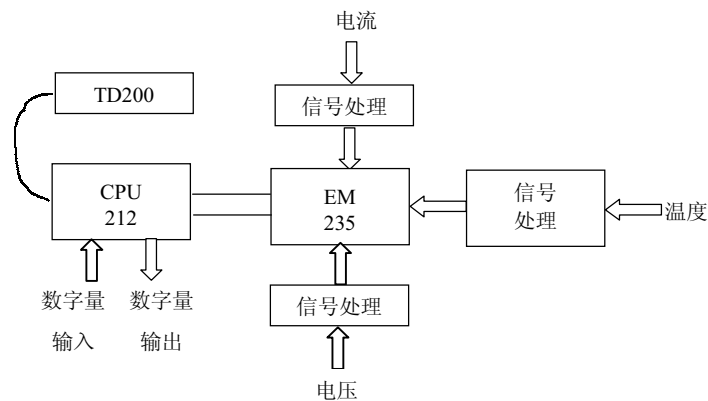 电流
TD200
信号处理
CPU
212
EM
235
信号
处理
温度
数字量
输入
数字量
输出
信号处理
电压